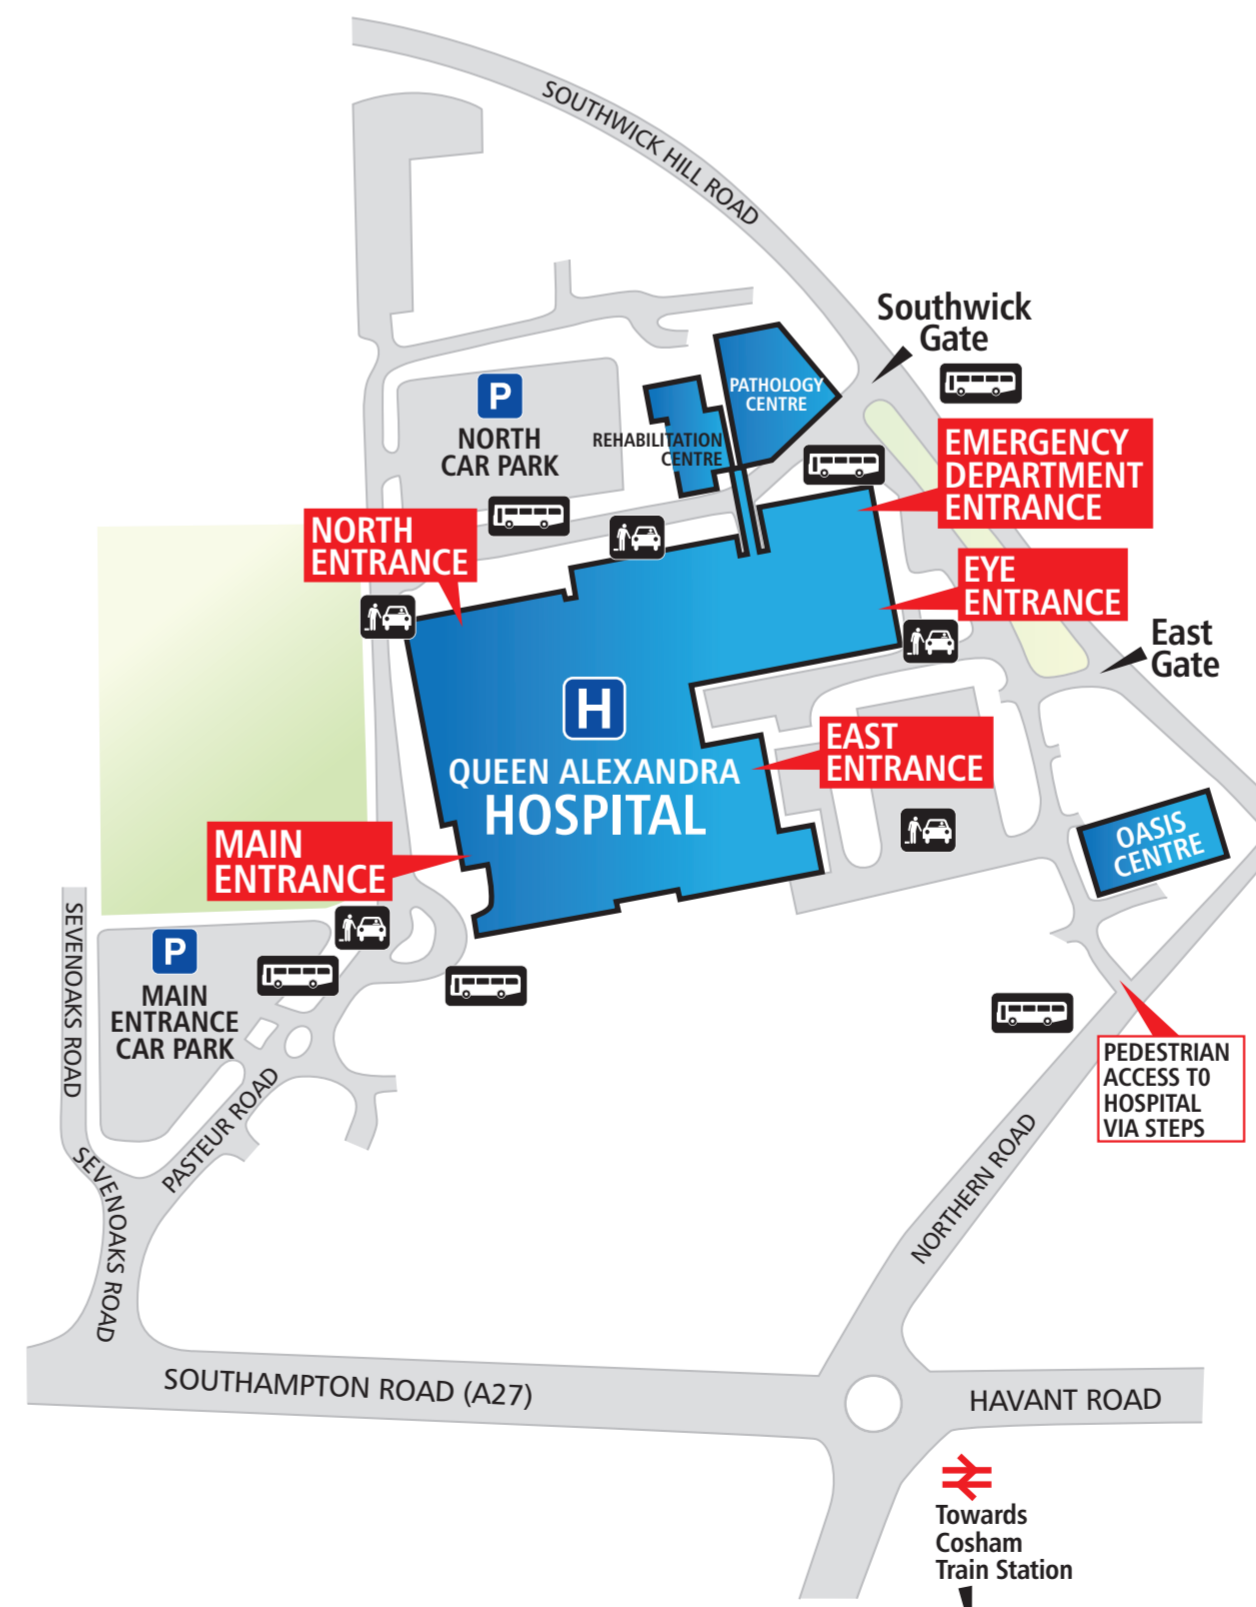 SOUTHWICK HILL ROAD
Southwick
Gate
P
NORTH
CAR PARK
PATHOLOGY
CENTRE
REHABILITATION
CENTRE
EMERGENCY
DEPARTMENT
ENTRANCE
NORTH
ENTRANCE
EYE
ENTRANCE
East
Gate
H
QUEEN ALEXANDRA
HOSPITAL
EAST
ENTRANCE
MAIN
ENTRANCE
OASIS
CENTRE
SEVENOAKS ROAD
P
MAIN
ENTRANCE
CAR PARK
PEDESTRIAN
ACCESS T0
HOSPITAL
VIA STEPS
PASTEUR ROAD
SEVENOAKS ROAD
NORTHERN ROAD
SOUTHAMPTON ROAD (A27)
HAVANT ROAD
Towards
Cosham
Train Station